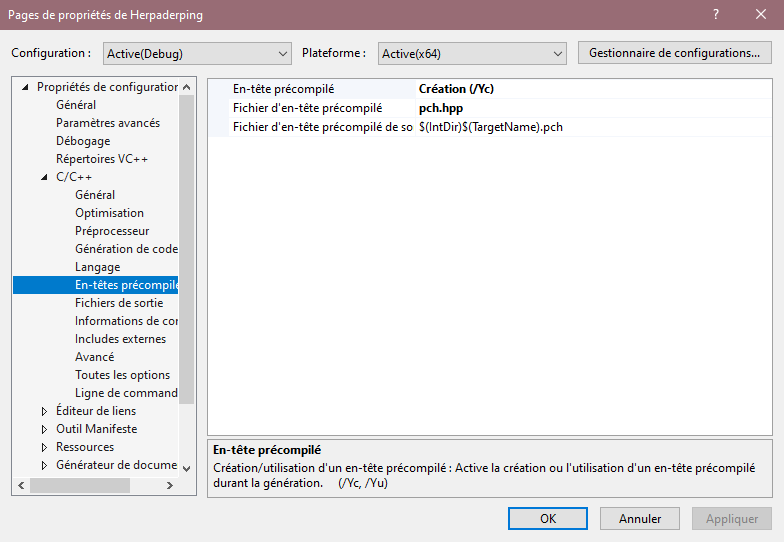 Pages de propriétés de Herpaderping
?
Configuration :
Active(Debug)
Plateforme :
Active(x64)
Gestionnaire de configurations...
Propriétés de configuration
Général
Paramètres avancés
Débogage
Répertoires VC++
C/C++
Général
Optimisation
Préprocesseur
Génération de code
Langage
En-têtes précompile
Fichiers de sortie
Informations de cor
Includes externes
Avancé
Toutes les options
Ligne de command
Éditeur de liens
Outil Manifeste
Ressources
Générateur de docume
En-tête précompilé Création (/Yc)
Fichier d'en-tête précompilé pch.hpp
Fichier d'en-tête précompilé de so $(IntDir)$(TargetName).pch
En-tête précompilé
Création/utilisation d'un en-tête précompilé : Active la création ou l'utilisation d'un en-tête précompilé
durant la génération. (/Yc, /Yu)
OK
Annuler
Appliquer